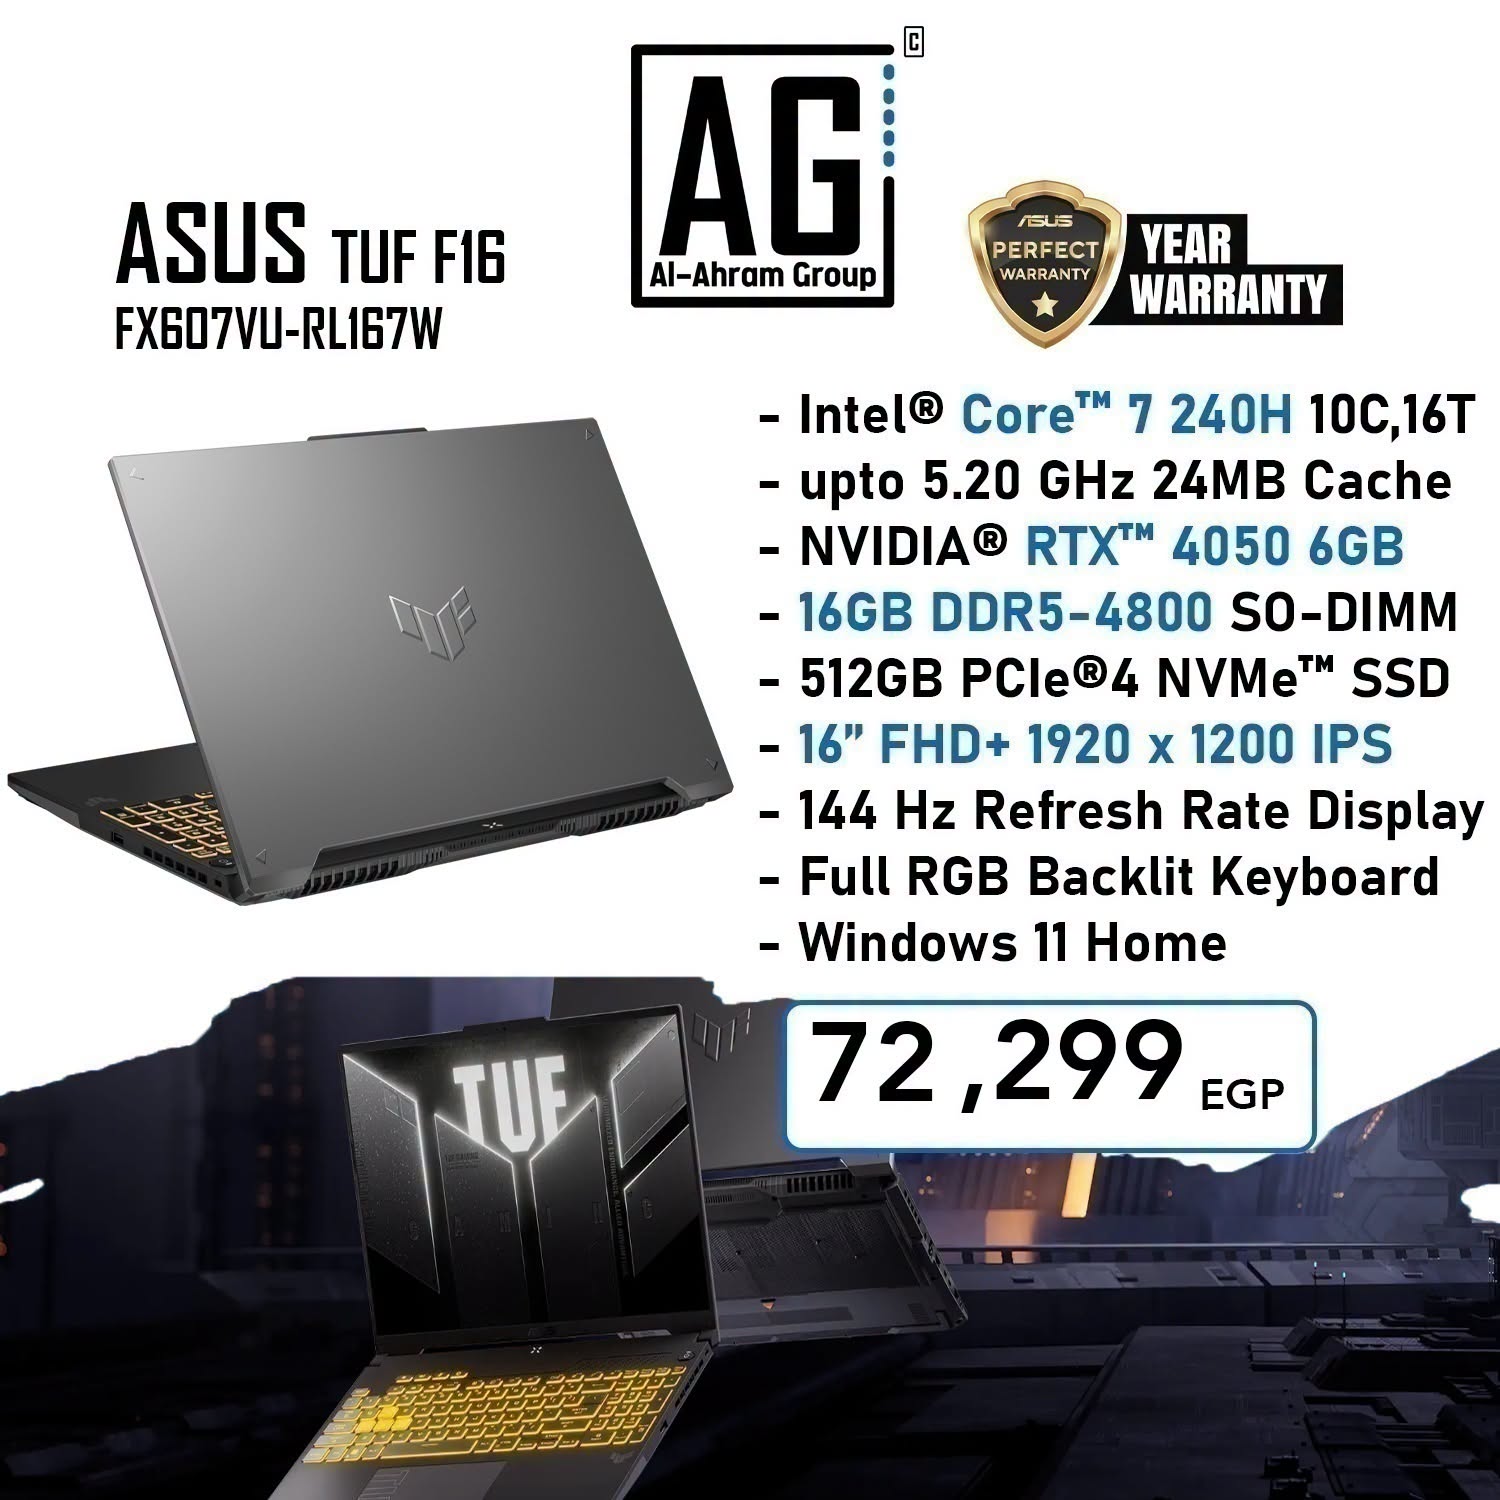 AG
C
Al-Ahram Group
ASUS TUF F16
FX607VU-RL167W
ASUS
PERFECT
WARRANTY
YEAR
WARRANTY
- Intel® Core™ 7 240H 10C,16T
- upto 5.20 GHz 24MB Cache
- NVIDIA® RTX™ 4050 6GB
- 16GB DDR5-4800 SO-DIMM
- 512GB PCIe®4 NVMe™ SSD
- 16” FHD+ 1920 x 1200 IPS
- 144 Hz Refresh Rate Display
- Full RGB Backlit Keyboard
- Windows 11 Home
72,299 EGP
TUF
TUF GAMING